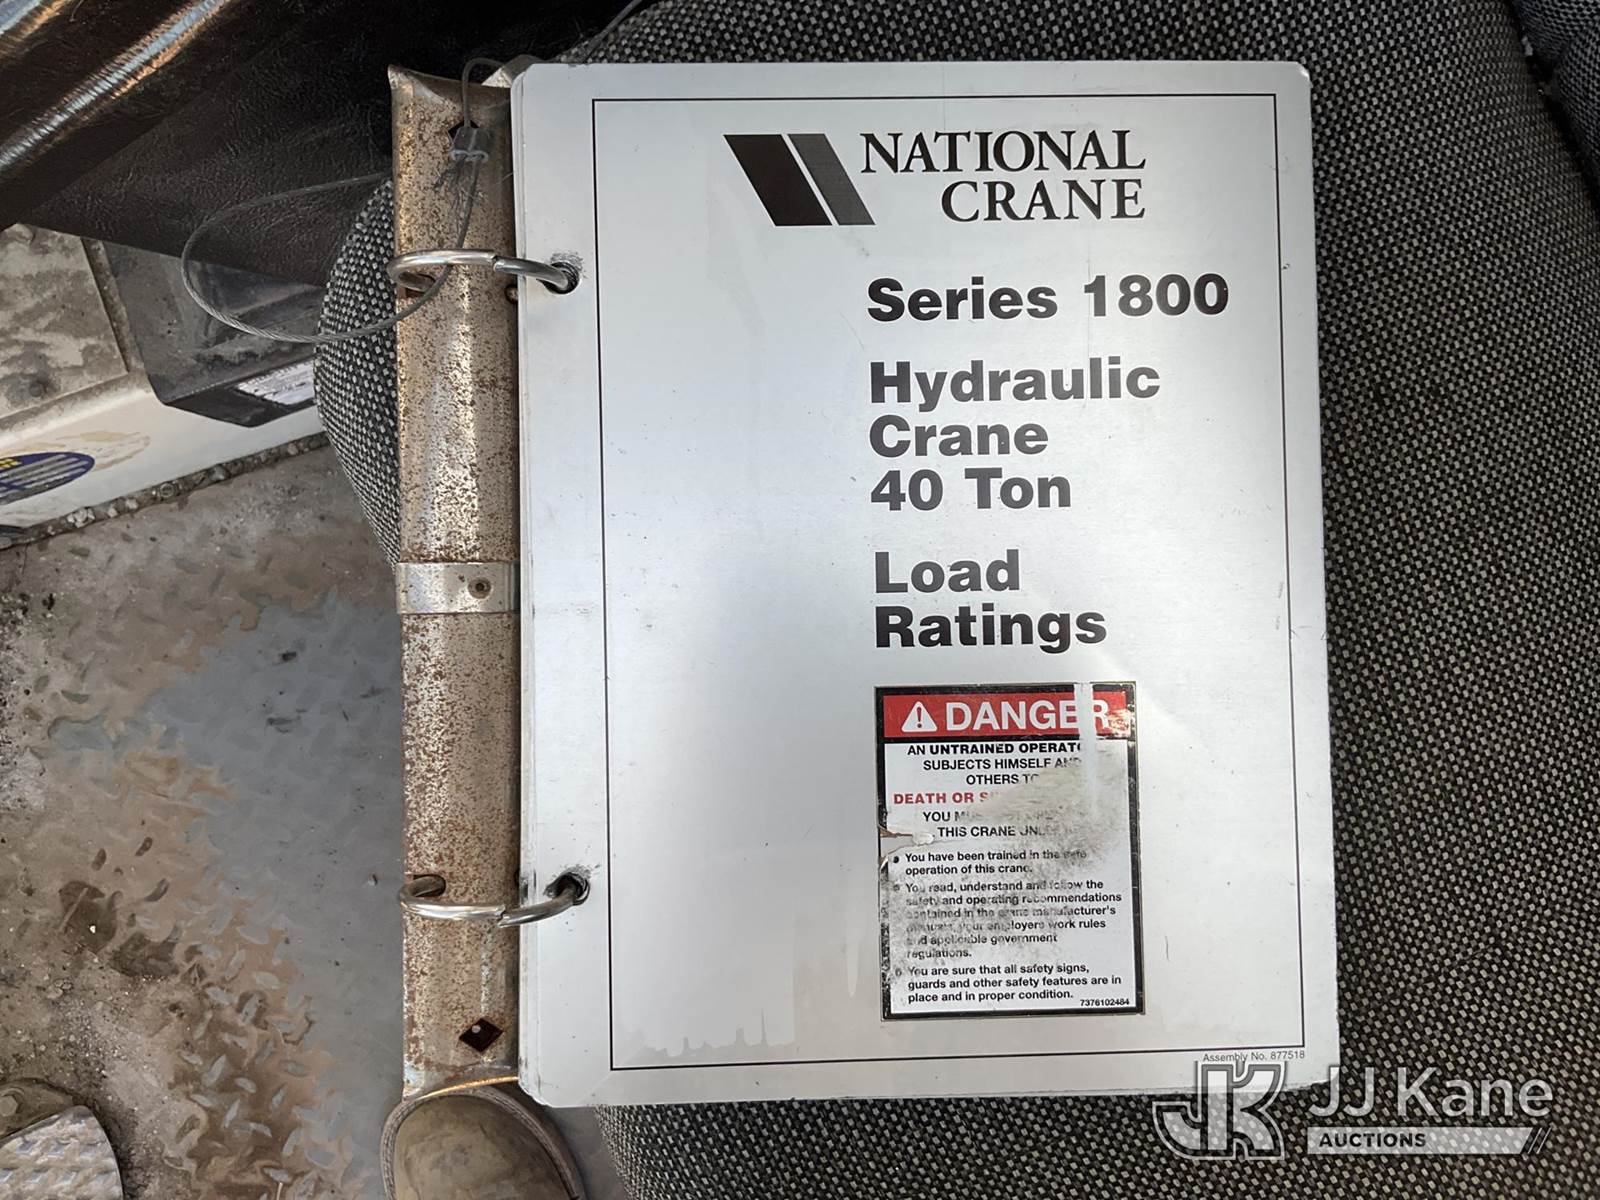 NATIONAL
CRANE
Series 1800
Hydraulic
Crane
40 Ton
Load
Ratings
DANGER
AN UNTRAINED
SUBJECTS HIMSELF AND
OTHERS TO
DEATH OR
YOU
THIS CRANE
You have been trained in the safe
operation of this crane.
You read, understand and follow the
safety and operating recommendations
contained in the crane manufacturer's
your employers work rules
and applicable government
regulations.
You are sure that all safety signs,
guards and other safety features are in
place and in proper condition.
7376102484
Assembly No. 877518
JK JJ Kane
AUCTIONS